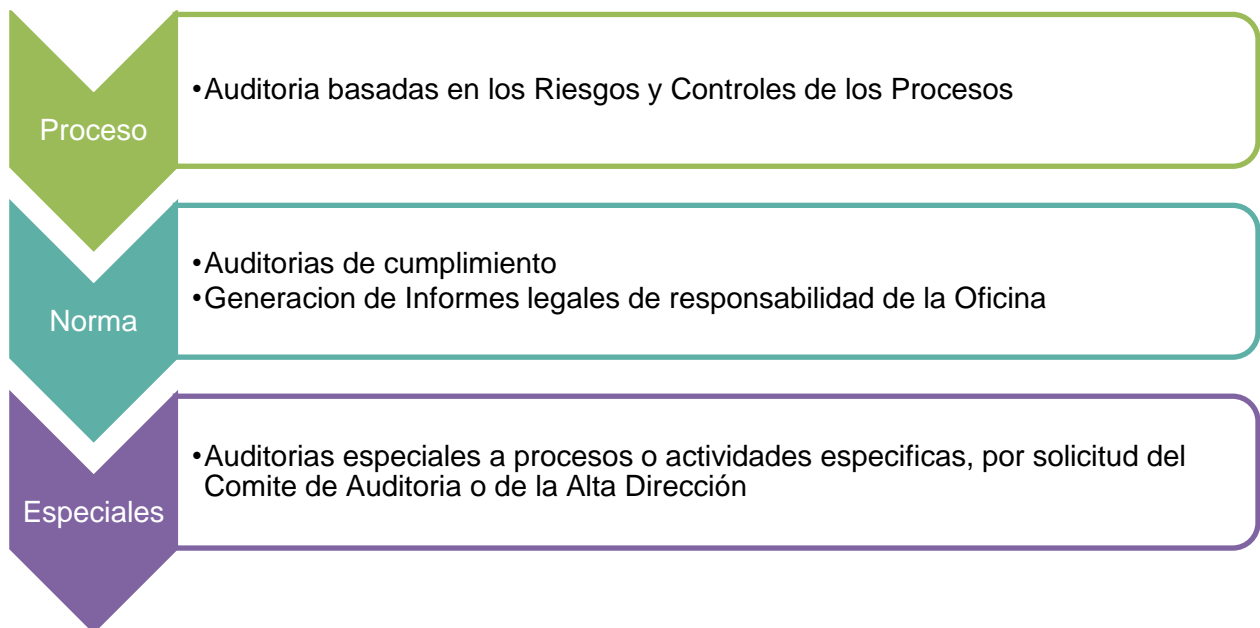 Proceso
•Auditoria basadas en los Riesgos y Controles de los Procesos
Norma
•Auditorias de cumplimiento
•Generacion de Informes legales de responsabilidad de la Oficina
Especiales
•Auditorias especiales a procesos o actividades especificas, por solicitud del
Comite de Auditoria o de la Alta Dirección